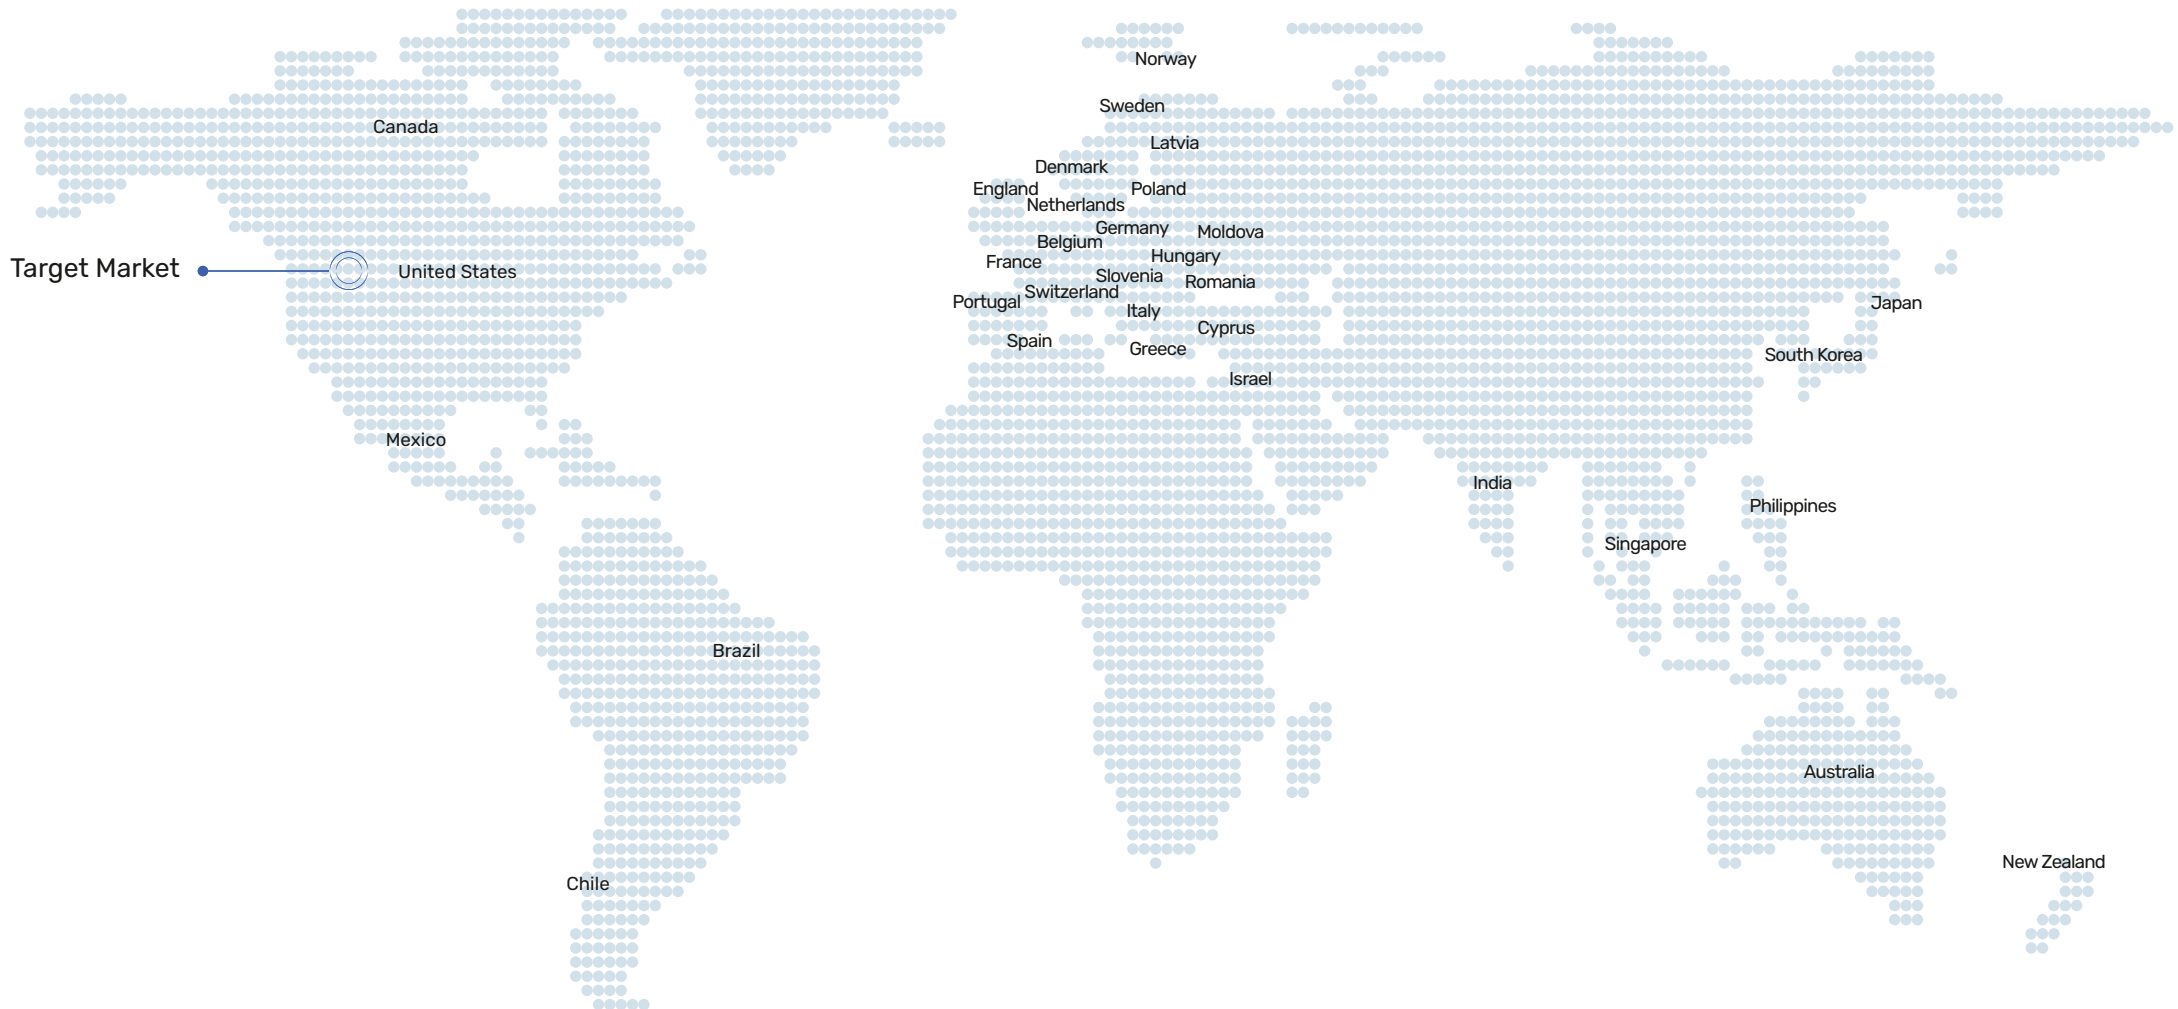 Norway
Sweden
Canada
Latvia
Denmark
England
Poland
Netherlands
Germany
Moldova
Belgium
Hungary
France
Target Market
United States
Slovenia
Romania
Switzerland
Portugal
Italy
Japan
Cyprus
Spain
Greece
South Korea
Israel
Mexico
India
Philippines
Singapore
Brazil
Australia
New Zealand
Chile